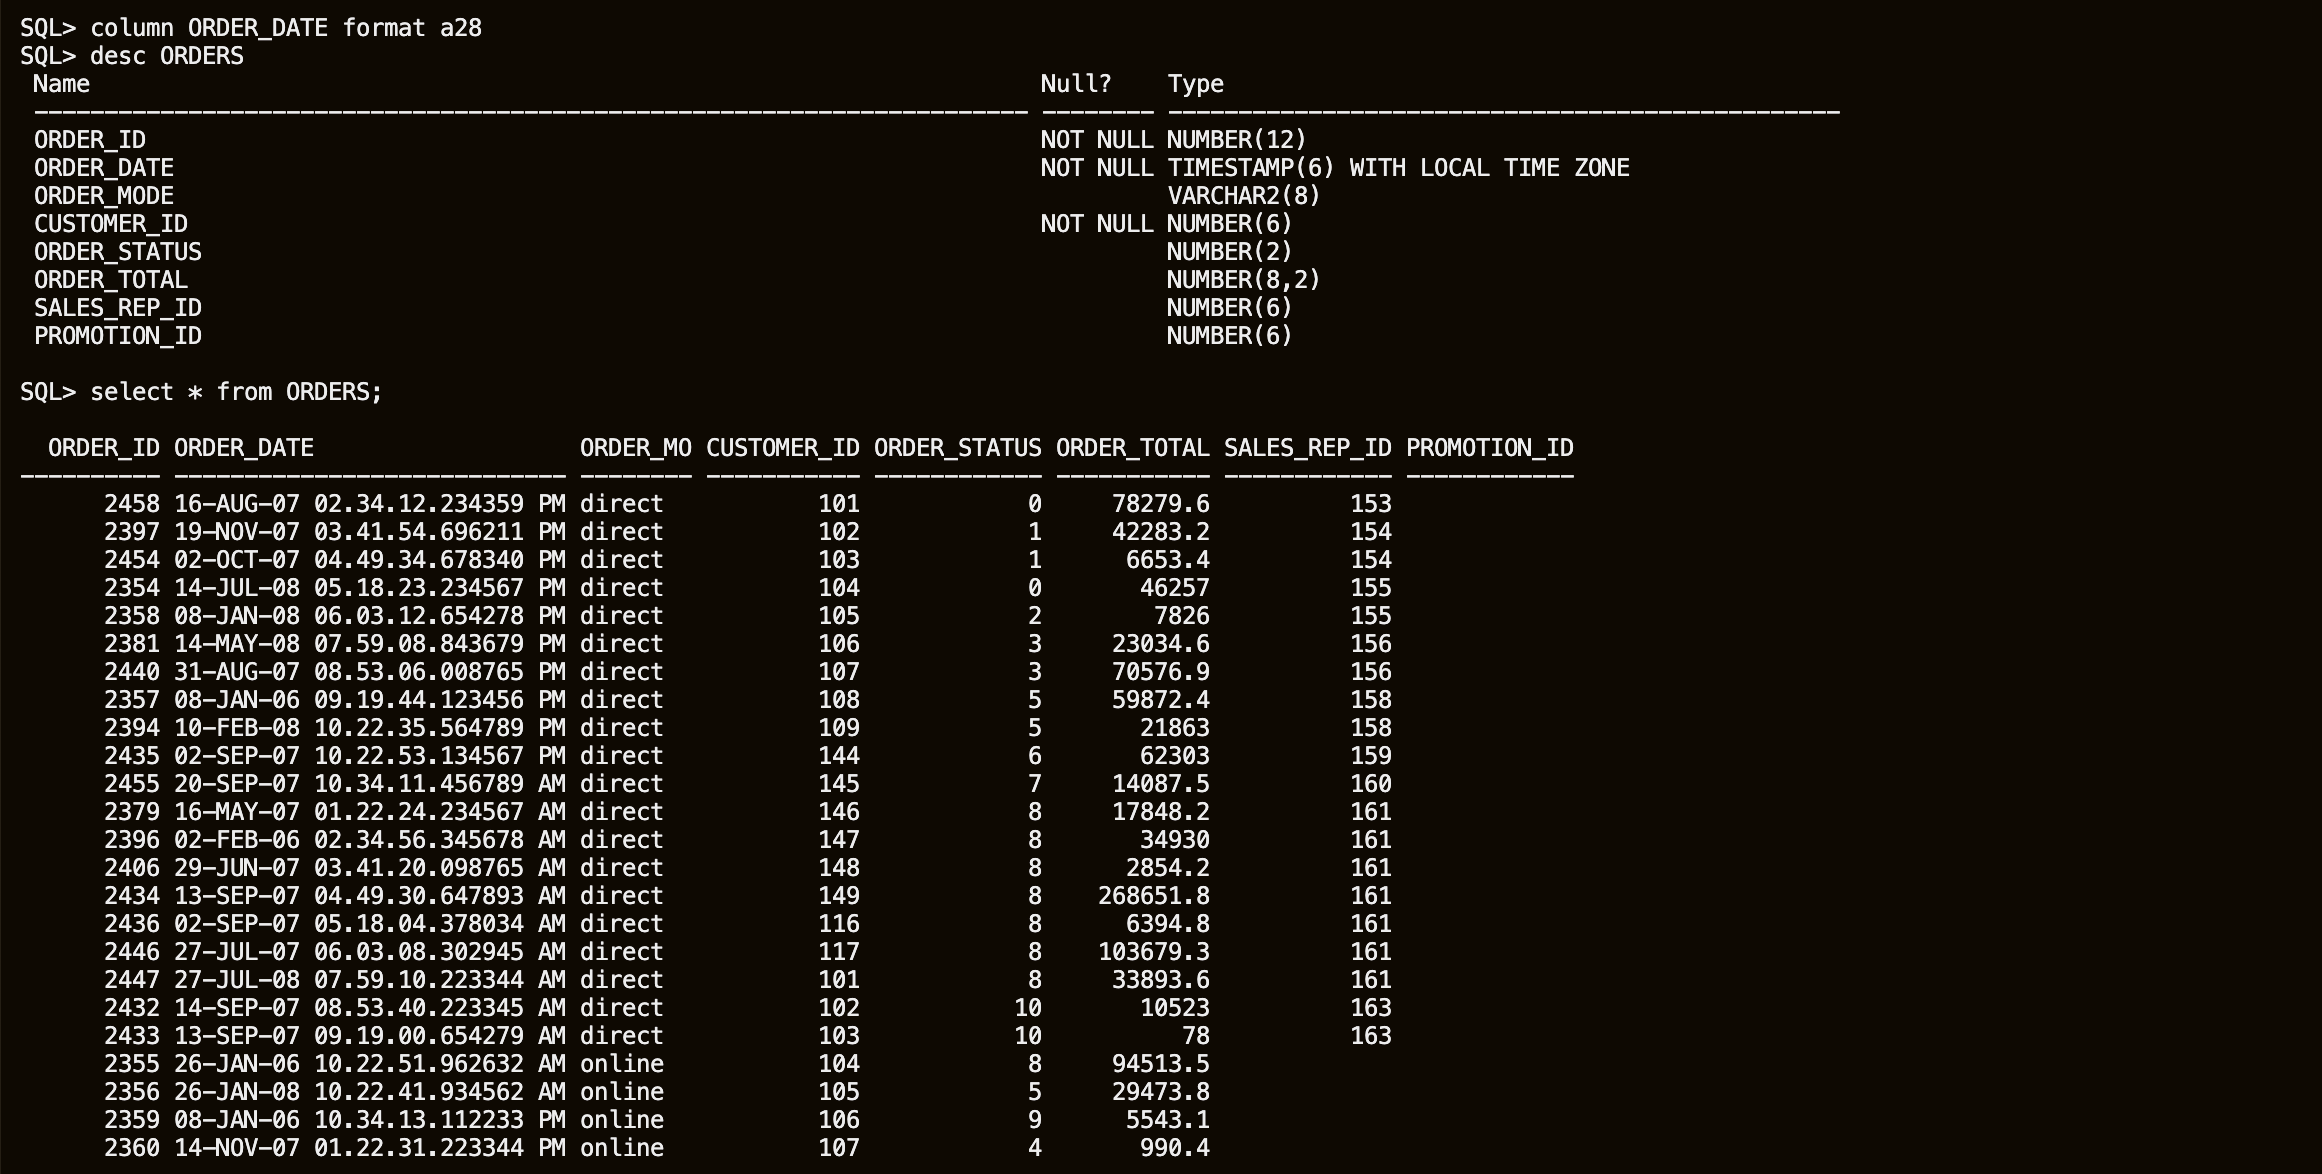 SQL> column ORDER_DATE format a28
SQL> desc ORDERS
 Name                                                                    Null?    Type
 ----------------------------------------------------------------------- -------- ------------------------------------------------
 ORDER_ID                                                                NOT NULL NUMBER(12)
 ORDER_DATE                                                              NOT NULL TIMESTAMP(6) WITH LOCAL TIME ZONE
 ORDER_MODE                                                                       VARCHAR2(8)
 CUSTOMER_ID                                                             NOT NULL NUMBER(6)
 ORDER_STATUS                                                                     NUMBER(2)
 ORDER_TOTAL                                                                      NUMBER(8,2)
 SALES_REP_ID                                                                     NUMBER(6)
 PROMOTION_ID                                                                     NUMBER(6)
SQL> select * from ORDERS;
  ORDER_ID ORDER_DATE                   ORDER_MO CUSTOMER_ID ORDER_STATUS ORDER_TOTAL SALES_REP_ID PROMOTION_ID
---------- ---------------------------- -------- ----------- ------------ ----------- ------------ ------------
      2458 16-AUG-07 02.34.12.234359 PM direct           101            0     78279.6          153
      2397 19-NOV-07 03.41.54.696211 PM direct           102            1     42283.2          154
      2454 02-OCT-07 04.49.34.678340 PM direct           103            1      6653.4          154
      2354 14-JUL-08 05.18.23.234567 PM direct           104            0       46257          155
      2358 08-JAN-08 06.03.12.654278 PM direct           105            2        7826          155
      2381 14-MAY-08 07.59.08.843679 PM direct           106            3     23034.6          156
      2440 31-AUG-07 08.53.06.008765 PM direct           107            3     70576.9          156
      2357 08-JAN-06 09.19.44.123456 PM direct           108            5     59872.4          158
      2394 10-FEB-08 10.22.35.564789 PM direct           109            5       21863          158
      2435 02-SEP-07 10.22.53.134567 PM direct           144            6       62303          159
      2455 20-SEP-07 10.34.11.456789 AM direct           145            7     14087.5          160
      2379 16-MAY-07 01.22.24.234567 AM direct           146            8     17848.2          161
      2396 02-FEB-06 02.34.56.345678 AM direct           147            8       34930          161
      2406 29-JUN-07 03.41.20.098765 AM direct           148            8      2854.2          161
      2434 13-SEP-07 04.49.30.647893 AM direct           149            8    268651.8          161
      2436 02-SEP-07 05.18.04.378034 AM direct           116            8      6394.8          161
      2446 27-JUL-07 06.03.08.302945 AM direct           117            8    103679.3          161
      2447 27-JUL-08 07.59.10.223344 AM direct           101            8     33893.6          161
      2432 14-SEP-07 08.53.40.223345 AM direct           102           10       10523          163
      2433 13-SEP-07 09.19.00.654279 AM direct           103           10          78          163
      2355 26-JAN-06 10.22.51.962632 AM online           104            8     94513.5
      2356 26-JAN-08 10.22.41.934562 AM online           105            5     29473.8
      2359 08-JAN-06 10.34.13.112233 PM online           106            9      5543.1
      2360 14-NOV-07 01.22.31.223344 PM online           107            4       990.4